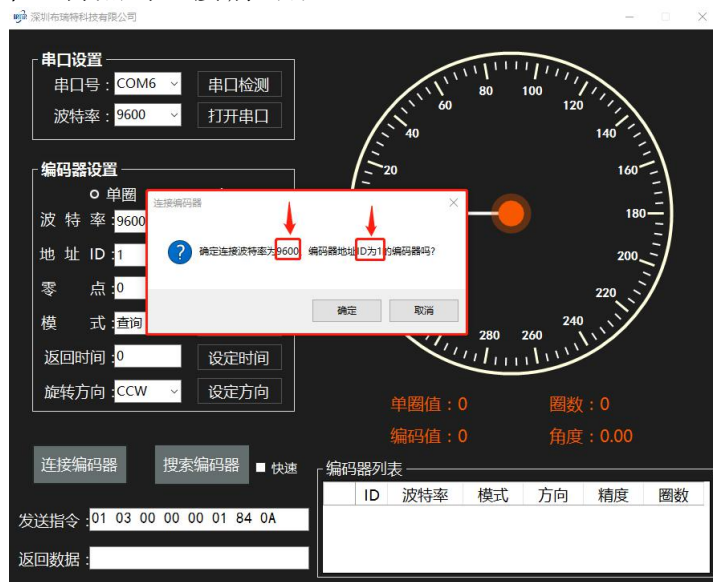 深圳布瑞特科技有限公司
串口设置
串口号：COM6
串口检测
波特率：9600
打开串口
编码器设置
单圈
波 特 率:9600
地 址 ID:1
零 点:0
模 式:查询
返回时间:0
设定时间
旋转方向:CCW
设定方向
连接编码器
确定连接波特率为9600 编码器地址ID为1的编码器吗?
确定
取消
20
40
60
80
100
120
140
160
180
200
220
240
260
280
单圈值：0
圈数：0
编码值：0
角度：0.00
连接编码器
搜索编码器
快速
编码器列表
ID 波特率 模式 方向 精度 圈数
发送指令:01 03 00 00 00 01 84 0A
返回数据: